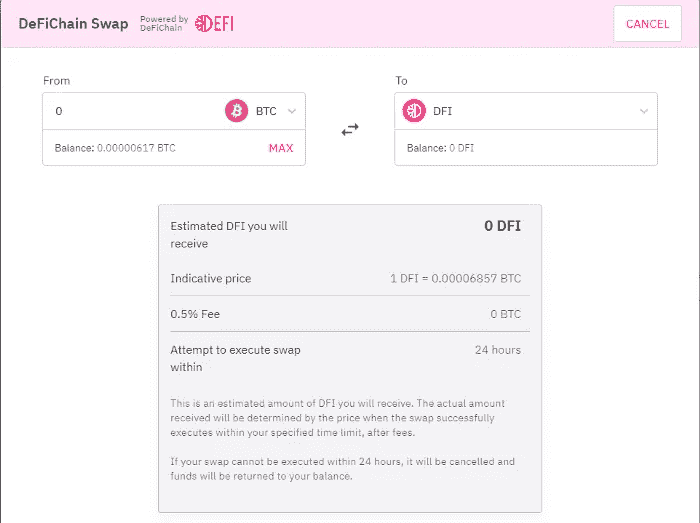 DeFiChain Swap
Powered by
DeFiChain
DEFI
CANCEL
From
To
0 BTC
DFI
Balance: 0.00000617 BTC MAX
Balance: 0 DFI
Estimated DFI you will
receive
0 DFI
Indicative price 1 DFI = 0.00006857 BTC
0.5% Fee 0 BTC
Attempt to execute swap
within
24 hours
This is an estimated amount of DFI you will receive. The actual amount
received will be determined by the price when the swap successfully
executes within your specified time limit, after fees.
If your swap cannot be executed within 24 hours, it will be cancelled and
funds will be returned to your balance.